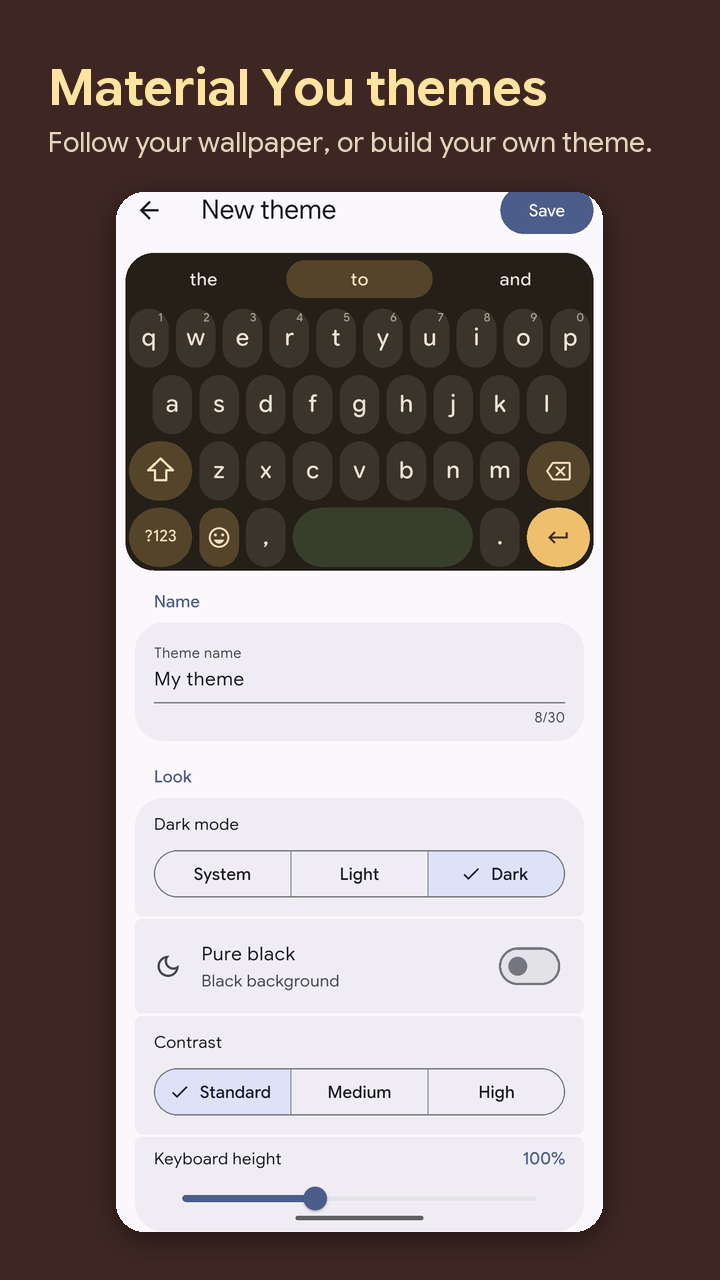 Material You themes
Follow your wallpaper, or build your own theme.
New theme
Save
the to and
1 2 3 4 5 6 7 8 9 0
q w e r t y u i o p
a s d f g h j k l
z x c v b n m
?123 , .
Name
Theme name
My theme
8/30
Look
Dark mode
System Light Dark
Pure black
Black background
Contrast
Standard Medium High
Keyboard height 100%